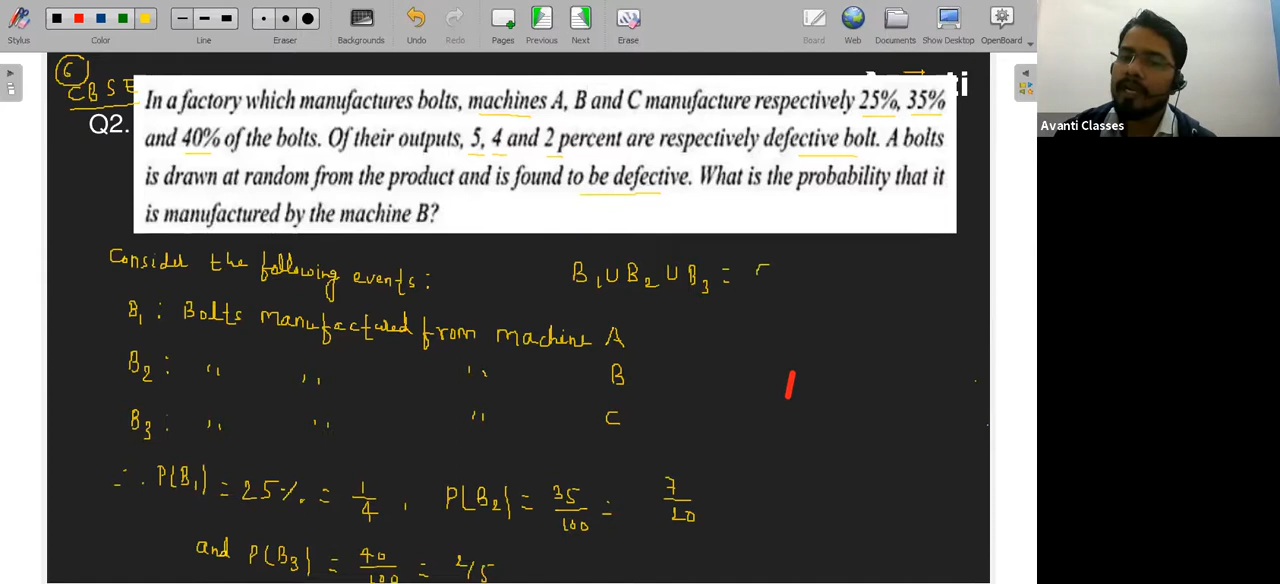 Stylus
Color
Line
Eraser
Backgrounds
Undo
Redo
Pages
Previous
Next
Erase
Board
Web
Documents
Show Desktop
OpenBoard
6
CBSE
ti
Q2.
In a factory which manufactures bolts, machines A, B and C manufacture respectively 25%, 35%
and 40% of the bolts. Of their outputs, 5, 4 and 2 percent are respectively defective bolt. A bolts
is drawn at random from the product and is found to be defective. What is the probability that it
is manufactured by the machine B?
Avanti Classes
Consider the following events:
B₁ ∪ B₂ ∪ B₃ =
B₁ : Bolts manufactured from machine A
B₂ : " " " B
B₃ : " " " C
∴ P(B₁) = 25% = 1/4 , P(B₂) = 35/100 = 7/20
and P(B₃) = 40/100 = 2/5